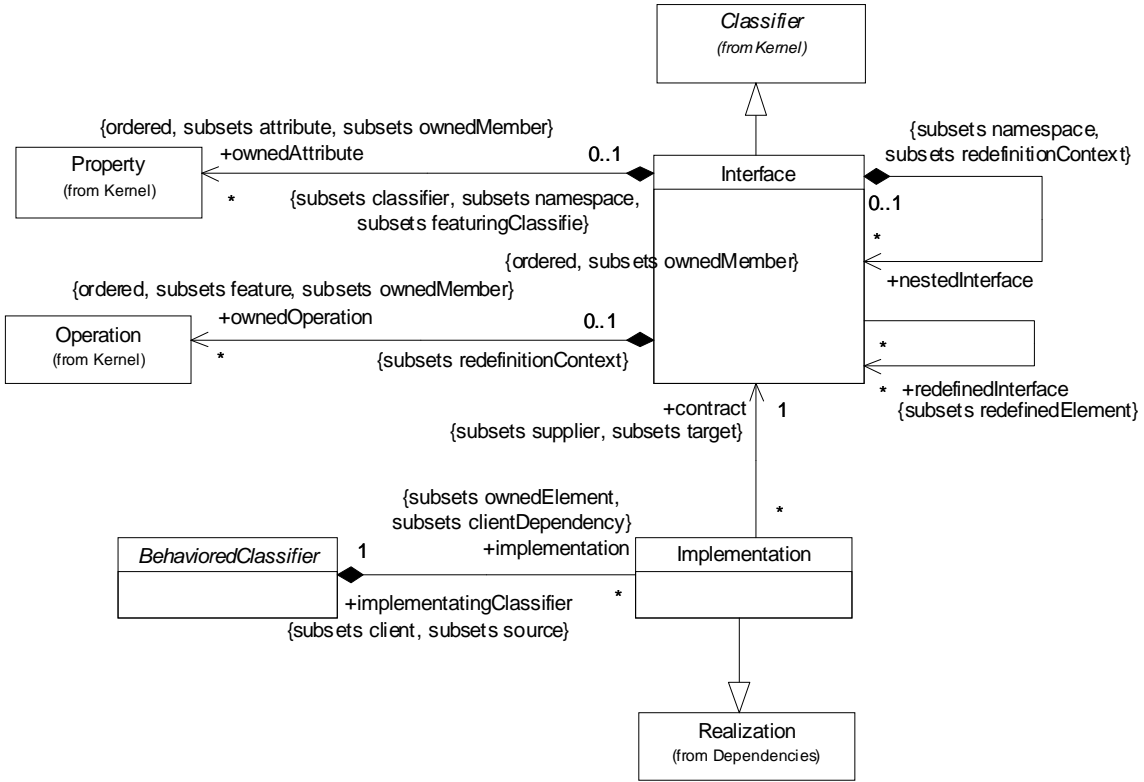 Classifier
(from Kernel)
{ordered, subsets attribute, subsets ownedMember}
+ownedAttribute
0..1
Property
(from Kernel)
*
{subsets classifier, subsets namespace,
subsets featuringClassifie}
Interface
{subsets namespace,
subsets redefinitionContext}
0..1
*
+nestedInterface
{ordered, subsets ownedMember}
{ordered, subsets feature, subsets ownedMember}
+ownedOperation
0..1
Operation
(from Kernel)
*
{subsets redefinitionContext}
*
*
+redefinedInterface
{subsets redefinedElement}
+contract
1
{subsets supplier, subsets target}
*
{subsets ownedElement,
subsets clientDependency}
+implementation
BehavioredClassifier
1
Implementation
+implementatingClassifier
*
{subsets client, subsets source}
Realization
(from Dependencies)